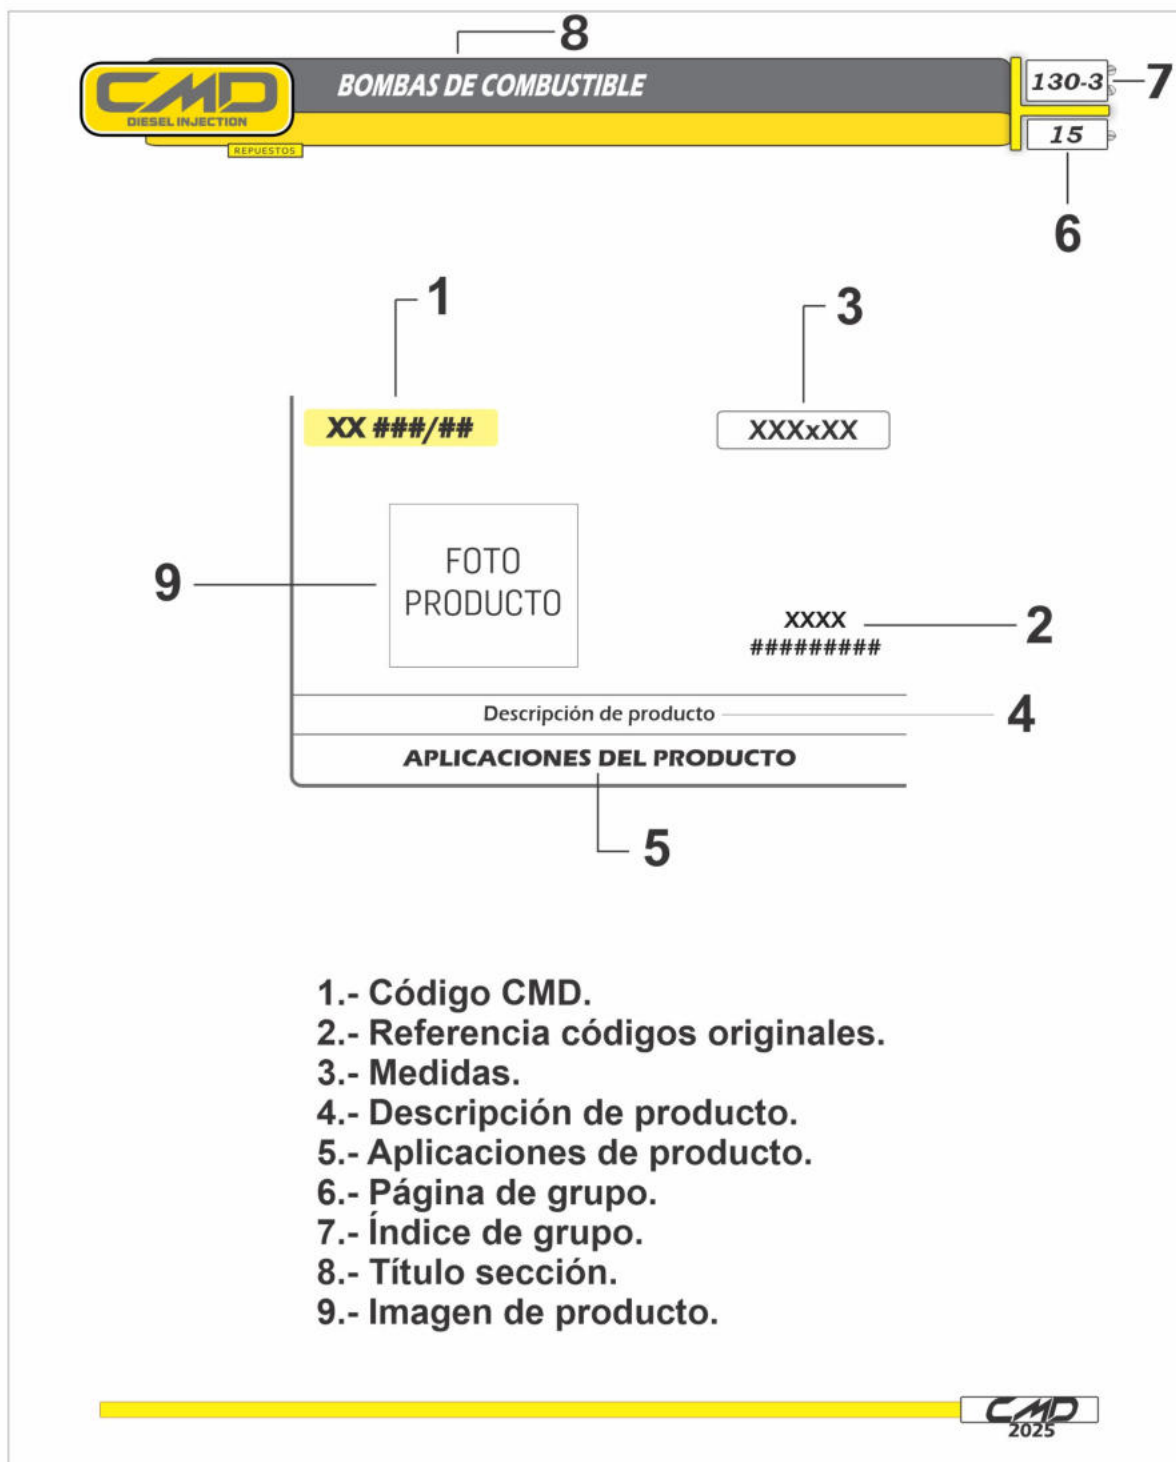 8
BOMBAS DE COMBUSTIBLE
130-3
7
CMD
DIESEL INJECTION
REPUESTOS
15
6
1
3
XX ###/##
XXXxXX
FOTO
PRODUCTO
9
XXXX
#########
2
Descripción de producto
4
APLICACIONES DEL PRODUCTO
5
1.- Código CMD.
2.- Referencia códigos originales.
3.- Medidas.
4.- Descripción de producto.
5.- Aplicaciones de producto.
6.- Página de grupo.
7.- Índice de grupo.
8.- Título sección.
9.- Imagen de producto.
CMD
2025